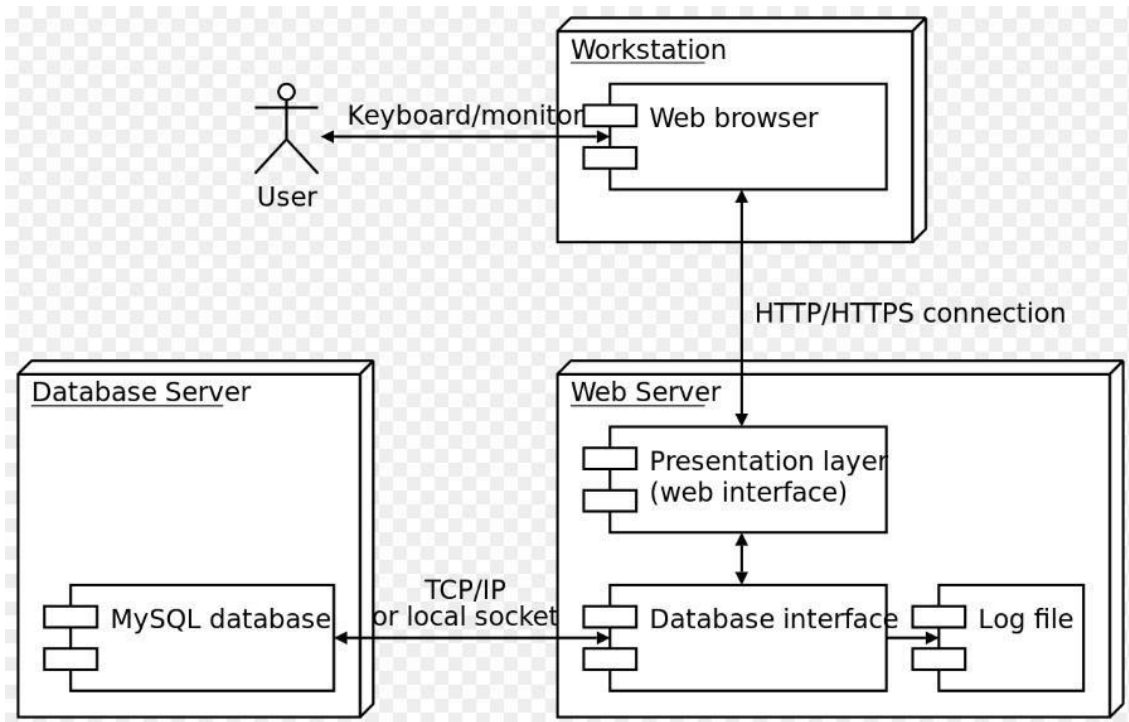 Workstation
Keyboard/monitor
Web browser
User
HTTP/HTTPS connection
Database Server
Web Server
Presentation layer
(web interface)
TCP/IP
or local socket
MySQL database
Database interface
Log file